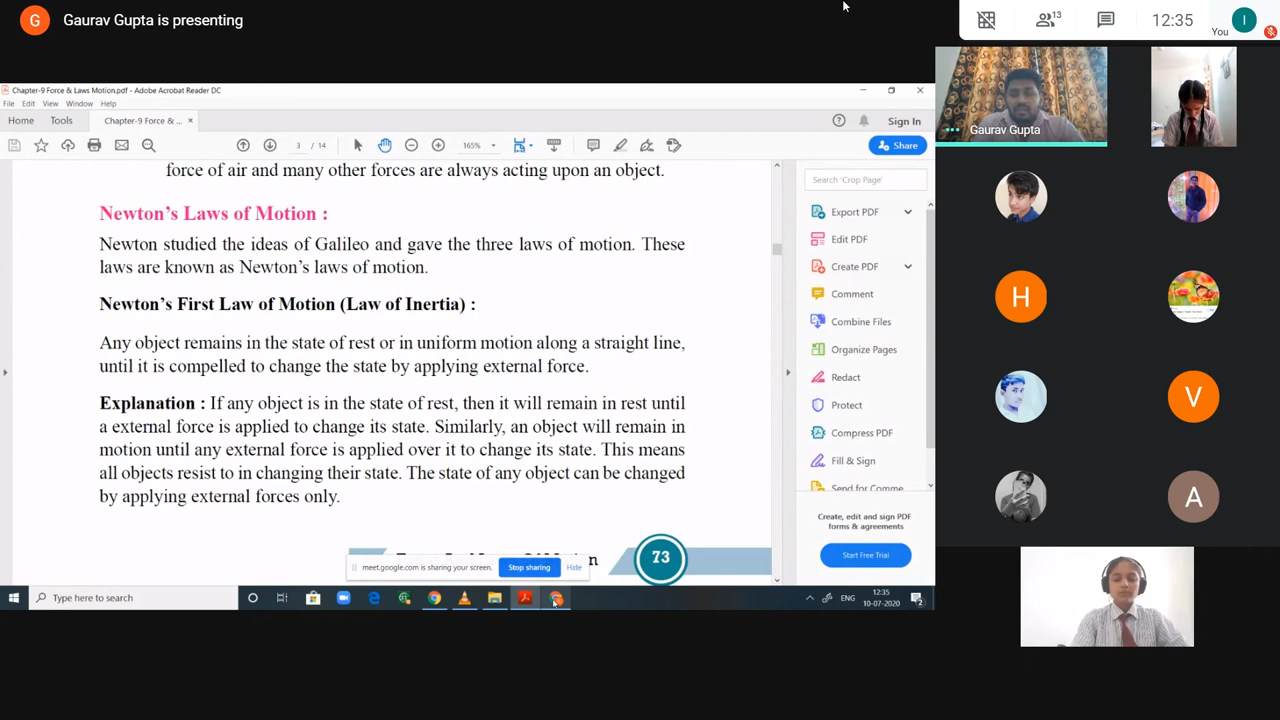 G Gaurav Gupta is presenting
13
12:35
You
I
Chapter-9 Force & Laws Motion.pdf - Adobe Acrobat Reader DC
File Edit View Window Help
Home Tools Chapter-9 Force & ... × Sign In
3 / 14 165% Share
force of air and many other forces are always acting upon an object.
Newton's Laws of Motion :
Newton studied the ideas of Galileo and gave the three laws of motion. These
laws are known as Newton's laws of motion.
Newton's First Law of Motion (Law of Inertia) :
Any object remains in the state of rest or in uniform motion along a straight line,
until it is compelled to change the state by applying external force.
Explanation : If any object is in the state of rest, then it will remain in rest until
a external force is applied to change its state. Similarly, an object will remain in
motion until any external force is applied over it to change its state. This means
all objects resist to in changing their state. The state of any object can be changed
by applying external forces only.
73
meet.google.com is sharing your screen. Stop sharing Hide
Search 'Crop Page'
Export PDF
Edit PDF
Create PDF
Comment
Combine Files
Organize Pages
Redact
Protect
Compress PDF
Fill & Sign
Send for Comme
Create, edit and sign PDF
forms & agreements
Start Free Trial
Type here to search
ENG
12:35
10-07-2020
2
Gaurav Gupta
H
V
A